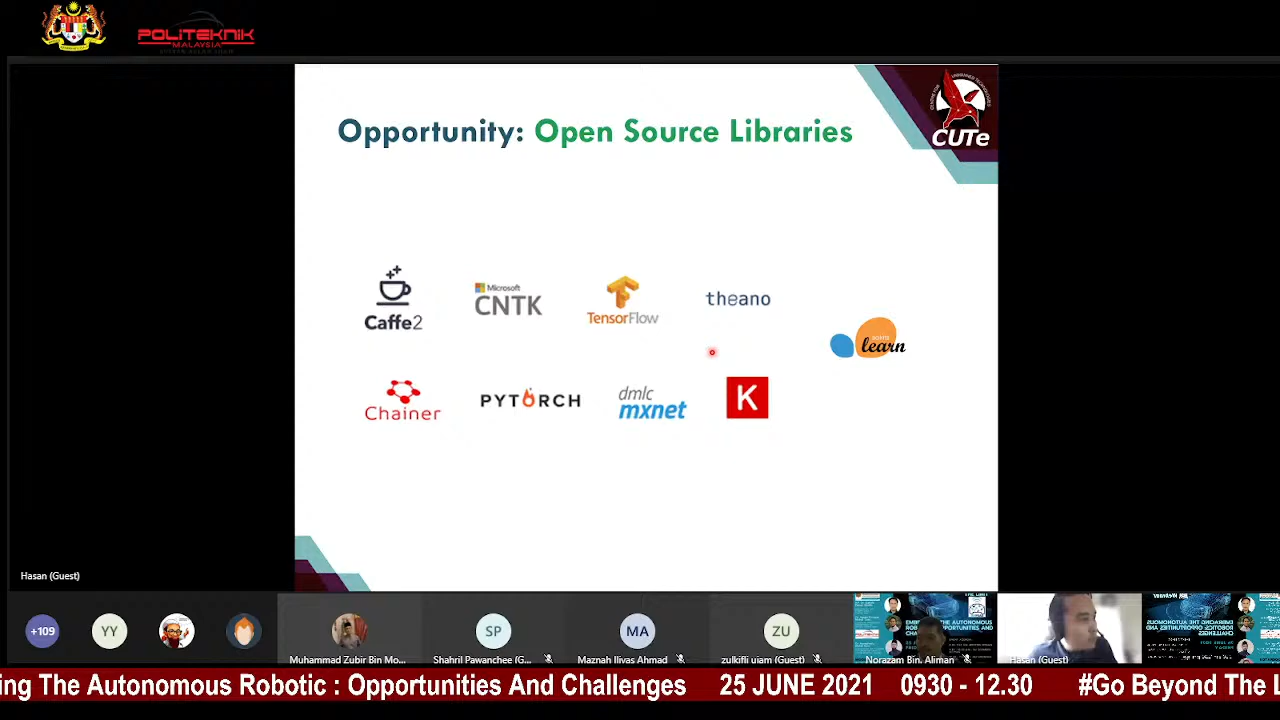 POLITEKNIK
MALAYSIA
Opportunity: Open Source Libraries
CUTe
Caffe2
Microsoft
CNTK
TensorFlow
theano
learn
Chainer
PYTORCH
dmlc
mxnet
K
Hasan (Guest)
+109
YY
SP
MA
ZU
Muhammad Zubir Bin Mo...
Shahril Pawanchee (G...
Maznah Iliyas Ahmad
zulkifli ujam (Guest)
Norazam Bin. Aliman
Hasan (Guest)
ing The Autonomous Robotic : Opportunities And Challenges 25 JUNE 2021 0930 - 12.30 #Go Beyond The L